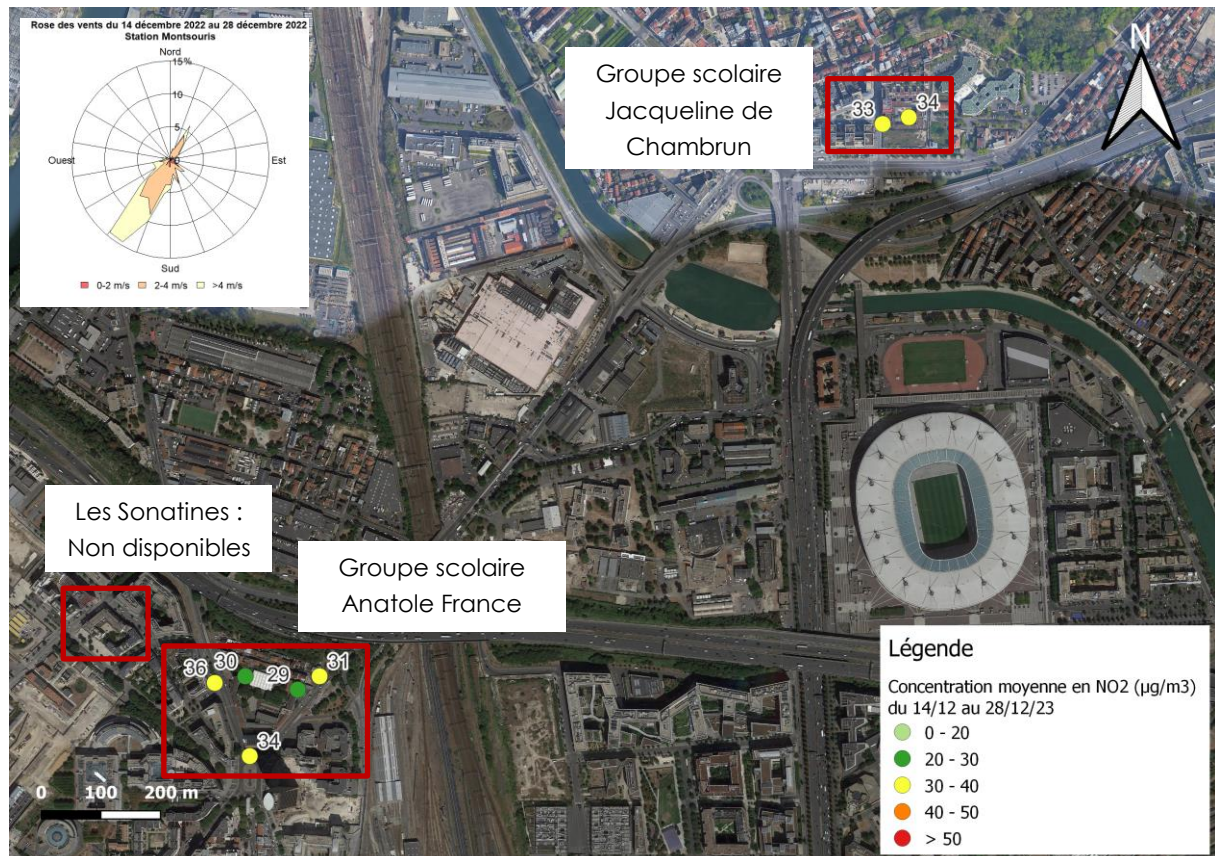 Rose des vents du 14 décembre 2022 au 28 décembre 2022
Station Montsouris
Nord
15%
10
5
Ouest
Est
Sud
0-2 m/s
2-4 m/s
>4 m/s
Groupe scolaire
Jacqueline de
Chambrun
33
34
N
Les Sonatines :
Non disponibles
Groupe scolaire
Anatole France
36
30
29
31
34
0 100 200 m
Légende
Concentration moyenne en NO2 (µg/m3)
du 14/12 au 28/12/23
0 - 20
20 - 30
30 - 40
40 - 50
> 50